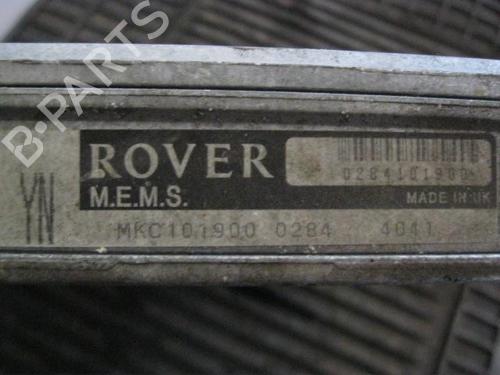 B-PARTS
ROVER
0284101900
M.E.M.S.
MADE IN UK
YN
MKC101900 0284 4041